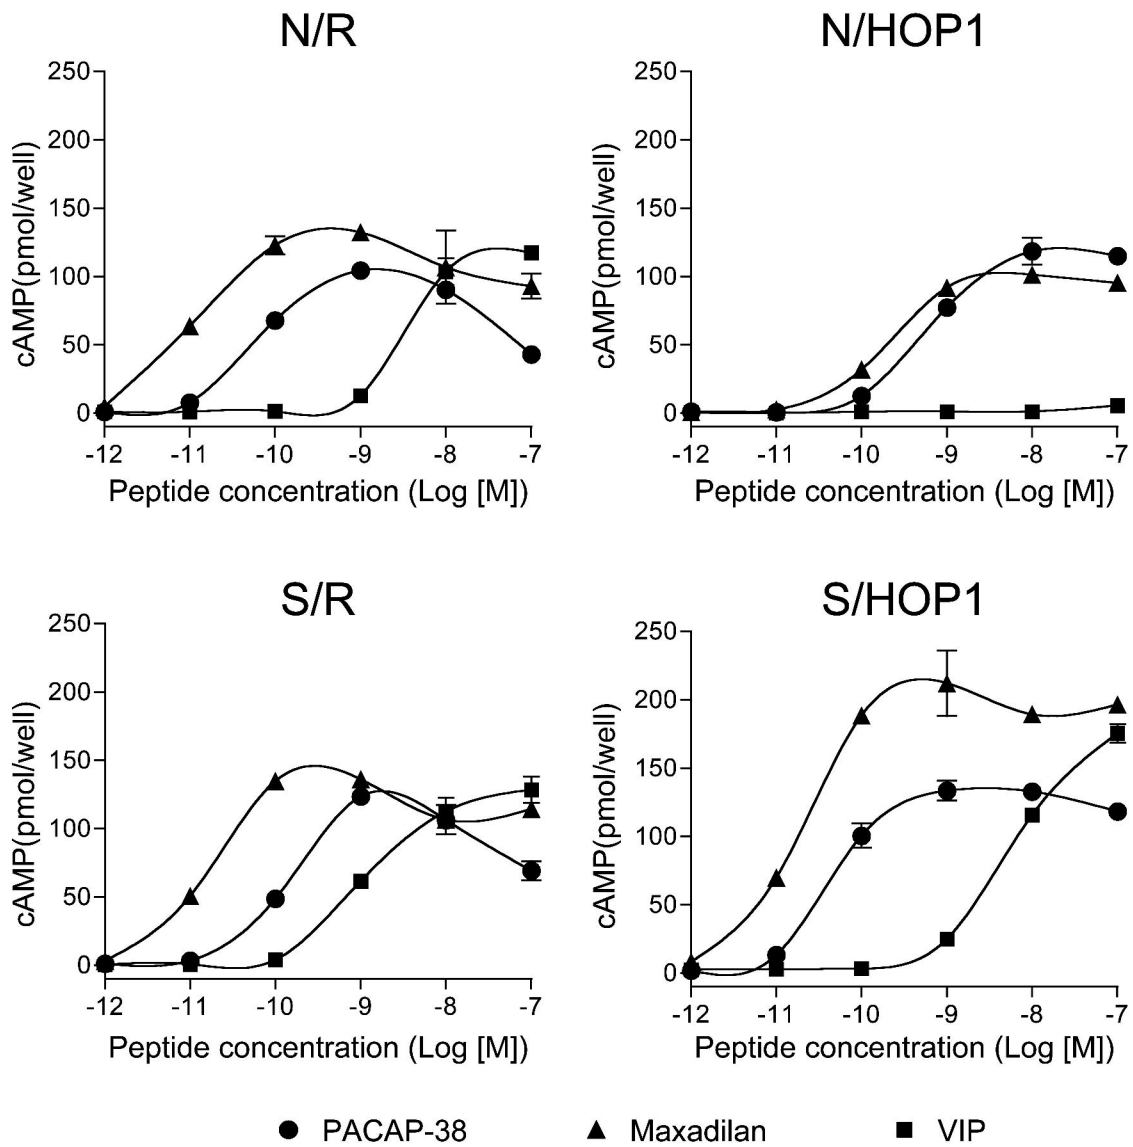 N/R
N/HOP1
250
200
150
100
50
0
cAMP(pmol/well)
-12 -11 -10 -9 -8 -7
Peptide concentration (Log [M])
250
200
150
100
50
0
cAMP(pmol/well)
-12 -11 -10 -9 -8 -7
Peptide concentration (Log [M])
S/R
S/HOP1
250
200
150
100
50
0
cAMP(pmol/well)
-12 -11 -10 -9 -8 -7
Peptide concentration (Log [M])
250
200
150
100
50
0
cAMP(pmol/well)
-12 -11 -10 -9 -8 -7
Peptide concentration (Log [M])
PACAP-38 Maxadilan VIP